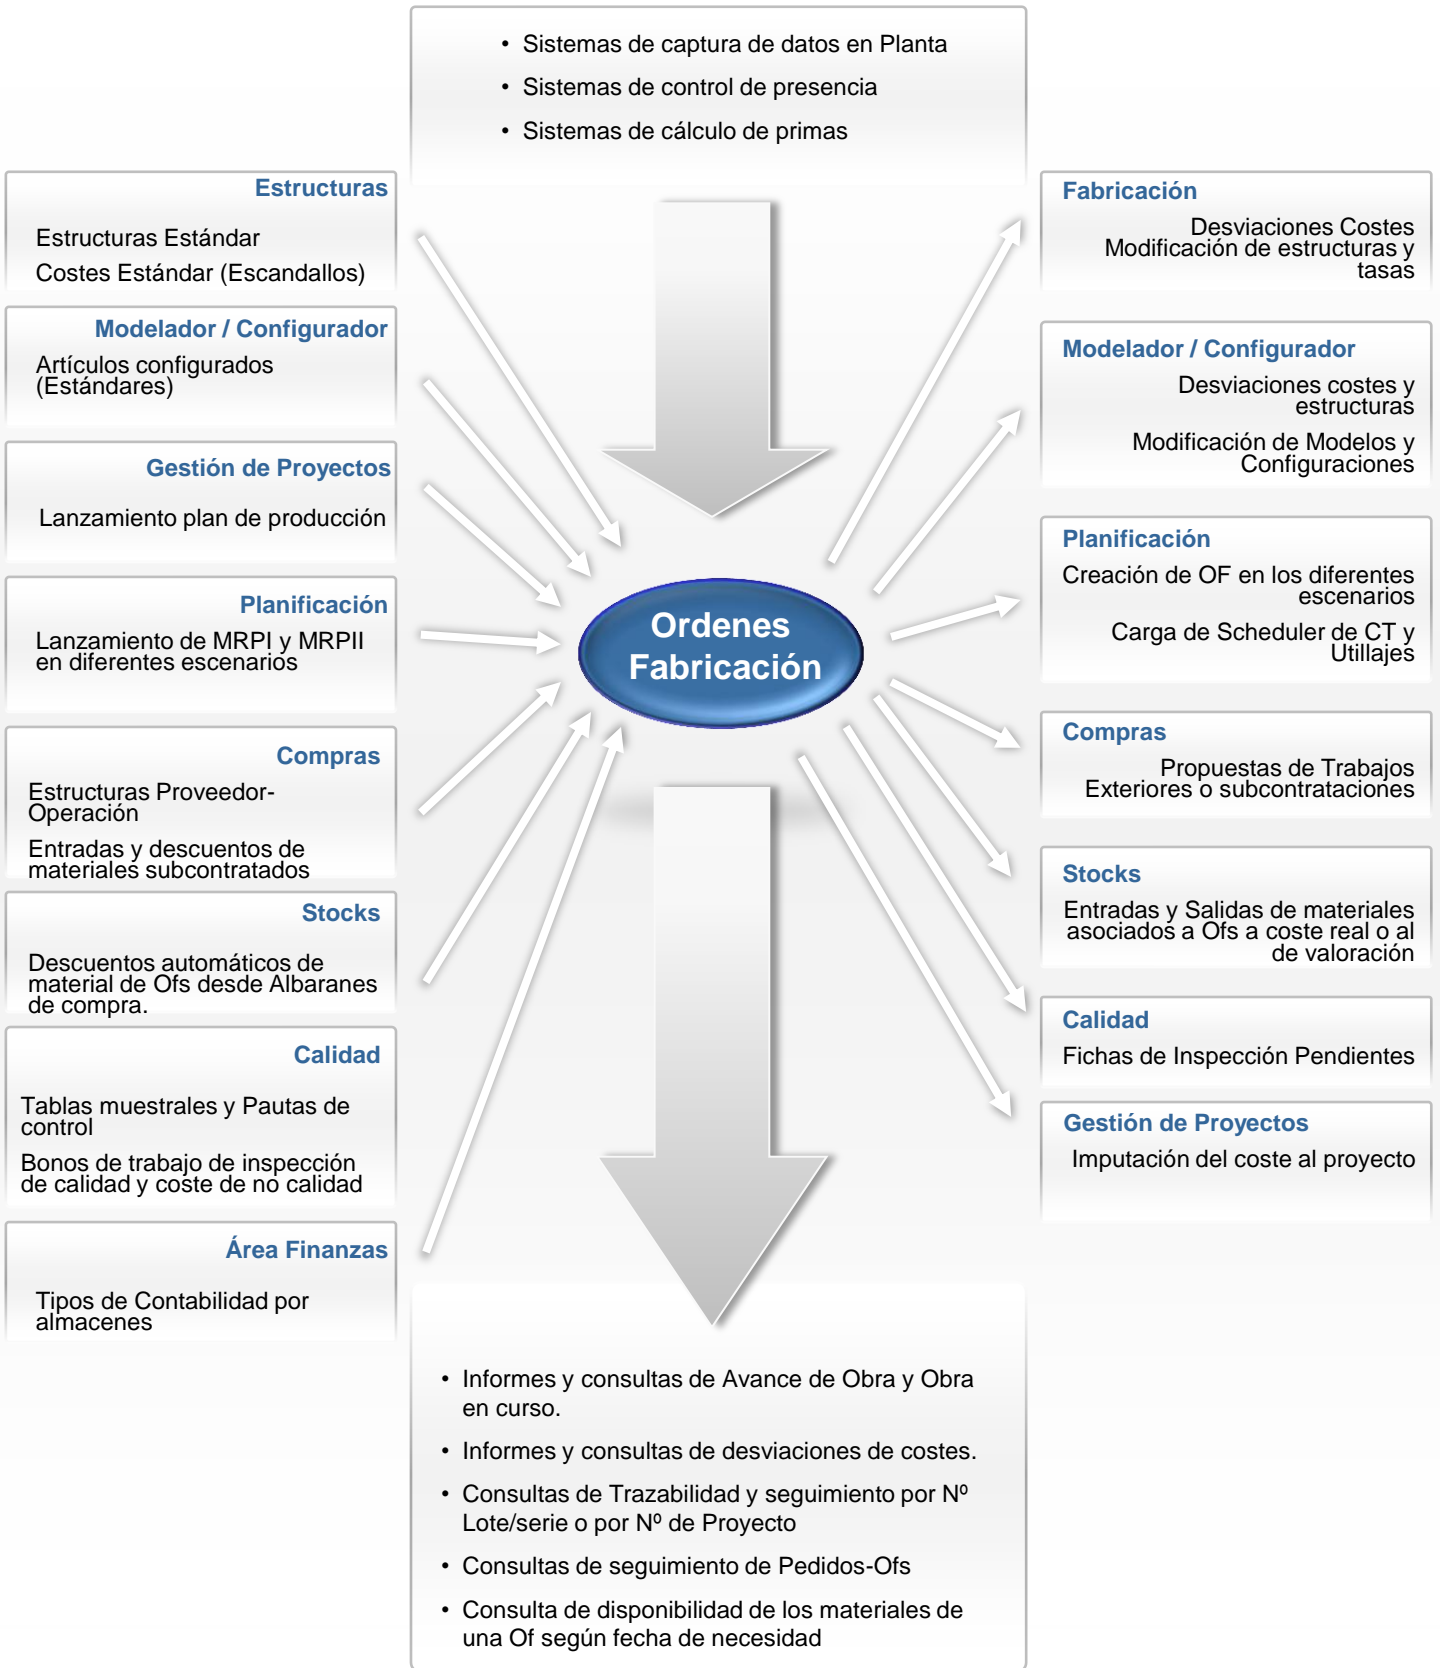 • Sistemas de captura de datos en Planta
• Sistemas de control de presencia
• Sistemas de cálculo de primas
Estructuras
Estructuras Estándar
Costes Estándar (Escandallos)
Modelador / Configurador
Artículos configurados
(Estándares)
Gestión de Proyectos
Lanzamiento plan de producción
Planificación
Lanzamiento de MRPI y MRPII
en diferentes escenarios
Compras
Estructuras Proveedor-
Operación
Entradas y descuentos de
materiales subcontratados
Stocks
Descuentos automáticos de
material de Ofs desde Albaranes
de compra.
Calidad
Tablas muestrales y Pautas de
control
Bonos de trabajo de inspección
de calidad y coste de no calidad
Área Finanzas
Tipos de Contabilidad por
almacenes
Ordenes
Fabricación
Fabricación
Desviaciones Costes
Modificación de estructuras y
tasas
Modelador / Configurador
Desviaciones costes y
estructuras
Modificación de Modelos y
Configuraciones
Planificación
Creación de OF en los diferentes
escenarios
Carga de Scheduler de CT y
Utillajes
Compras
Propuestas de Trabajos
Exteriores o subcontrataciones
Stocks
Entradas y Salidas de materiales
asociados a Ofs a coste real o al
de valoración
Calidad
Fichas de Inspección Pendientes
Gestión de Proyectos
Imputación del coste al proyecto
• Informes y consultas de Avance de Obra y Obra
en curso.
• Informes y consultas de desviaciones de costes.
• Consultas de Trazabilidad y seguimiento por Nº
Lote/serie o por Nº de Proyecto
• Consultas de seguimiento de Pedidos-Ofs
• Consulta de disponibilidad de los materiales de
una Of según fecha de necesidad